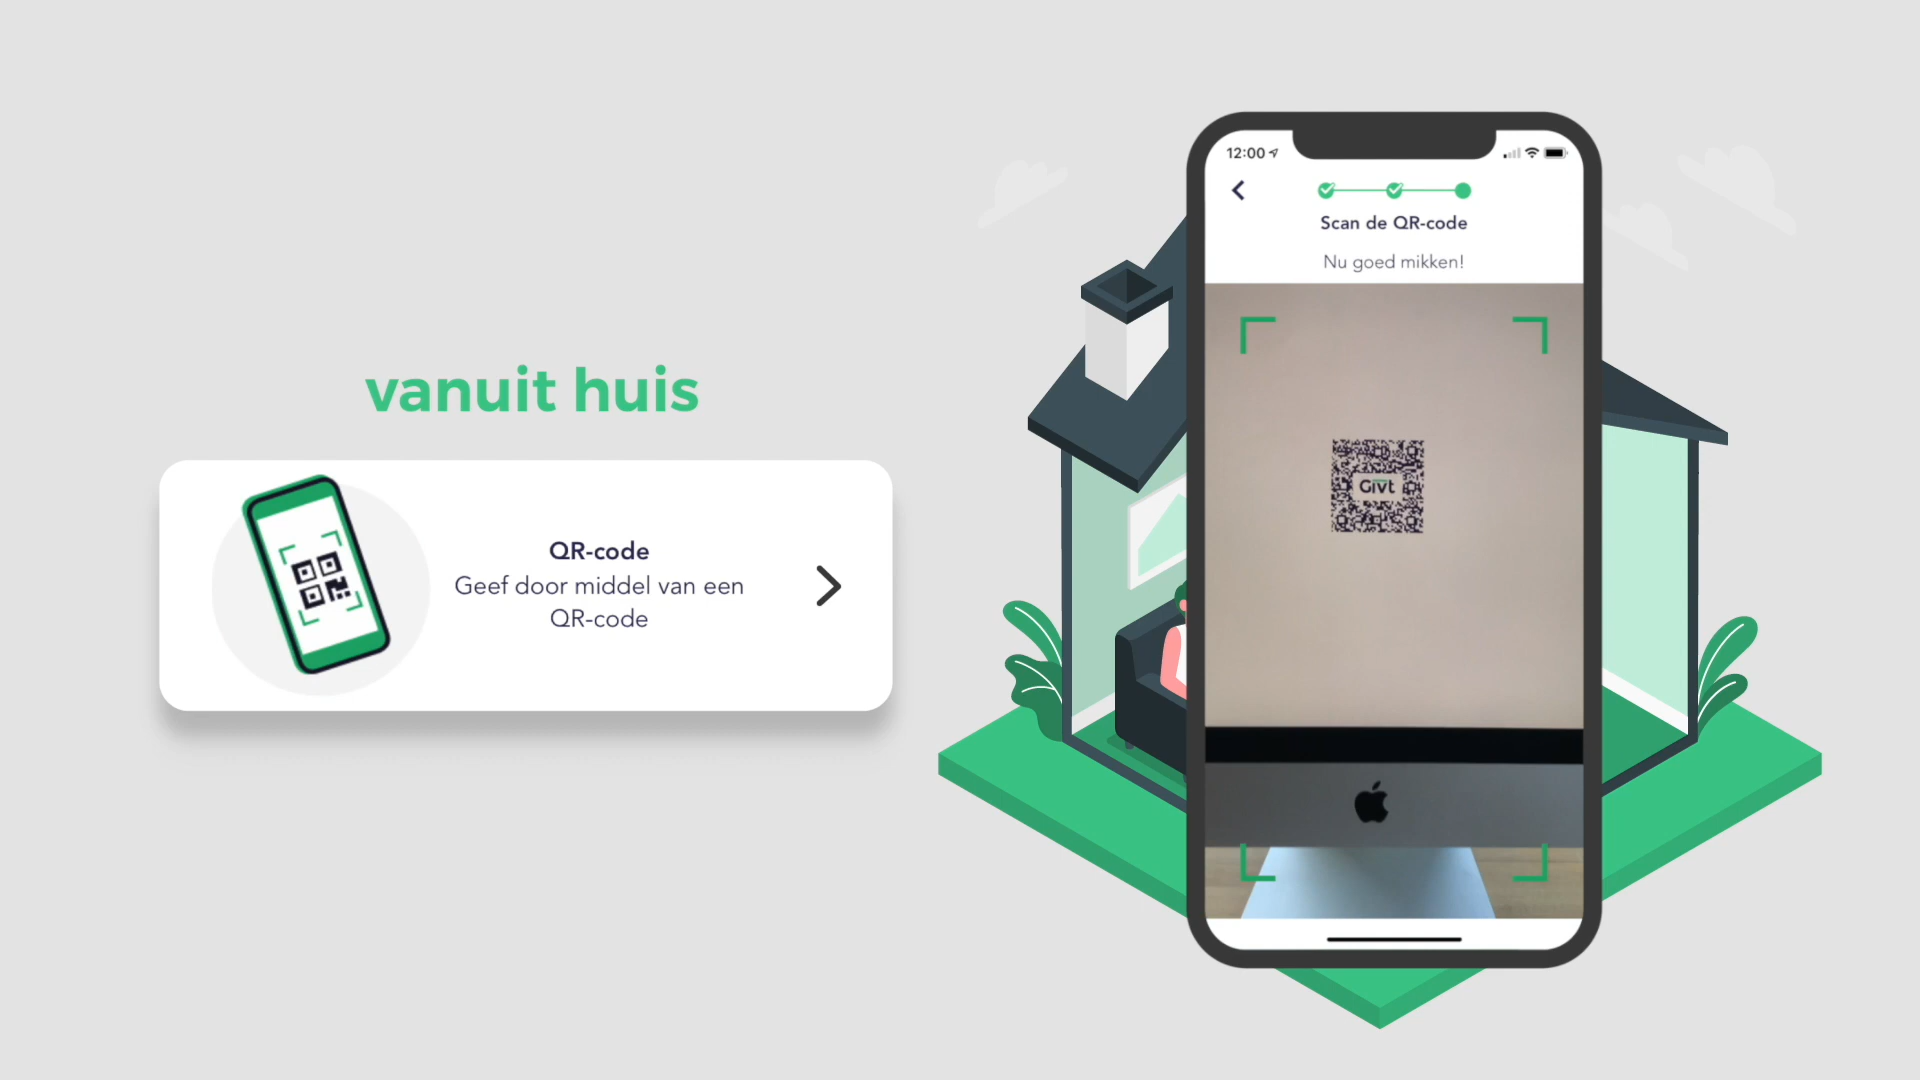 vanuit huis
QR-code
Geef door middel van een
QR-code
12:00
Scan de QR-code
Nu goed mikken!
Givt